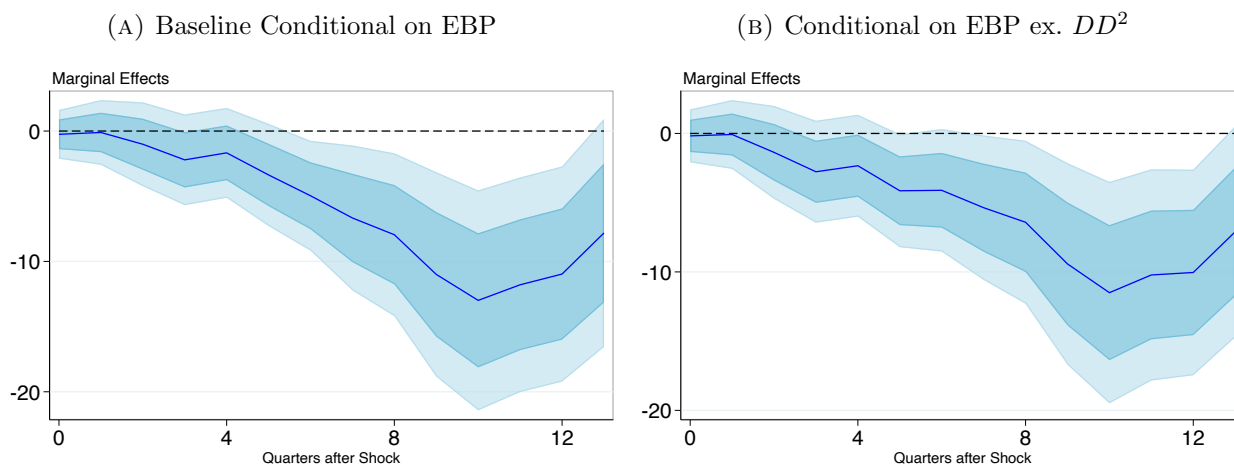 (A) Baseline Conditional on EBP
Marginal Effects
0
-10
-20
0
4
8
12
Quarters after Shock
(B) Conditional on EBP ex. DD²
Marginal Effects
0
-10
-20
0
4
8
12
Quarters after Shock